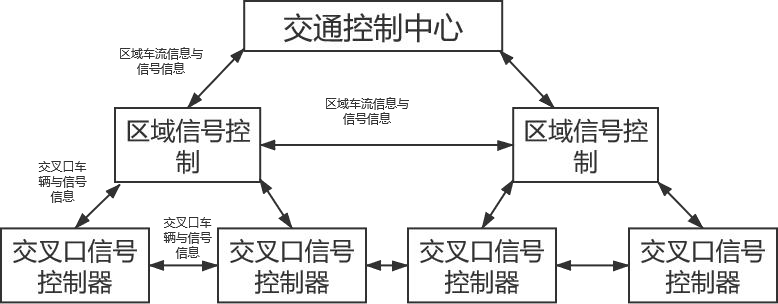 交通控制中心
区域车流信息与
信号信息
区域车流信息与
信号信息
区域信号控
制
区域信号控
制
交叉口车
辆与信号
信息
交叉口车
辆与信号
信息
交叉口信号
控制器
交叉口信号
控制器
交叉口信号
控制器
交叉口信号
控制器